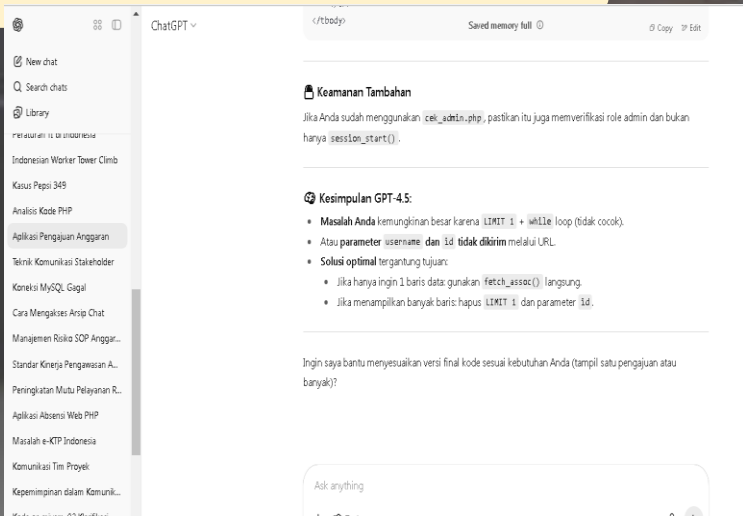 ChatGPT
</tbody>
Saved memory full
Copy
Edit
New chat
Search chats
Library
Peraturan IT di Indonesia
Indonesian Worker Tower Climb
Kasus Pepsi 349
Analisis Kode PHP
Aplikasi Pengajuan Anggaran
Teknik Komunikasi Stakeholder
Koneksi MySQL Gagal
Cara Mengakses Arsip Chat
Manajemen Risiko SOP Anggar...
Standar Kinerja Pengawasan A...
Peningkatan Mutu Pelayanan R...
Aplikasi Absensi Web PHP
Masalah e-KTP Indonesia
Komunikasi Tim Proyek
Kepemimpinan dalam Komunik...
Keamanan Tambahan
Jika Anda sudah menggunakan cek_admin.php, pastikan itu juga memverifikasi role admin dan bukan
hanya session_start().
Kesimpulan GPT-4.5:
Masalah Anda kemungkinan besar karena LIMIT 1 + while loop (tidak cocok).
Atau parameter username dan id tidak dikirim melalui URL.
Solusi optimal tergantung tujuan:
Jika hanya ingin 1 baris data: gunakan fetch_assoc() langsung.
Jika menampilkan banyak baris: hapus LIMIT 1 dan parameter id.
Ingin saya bantu menyesuaikan versi final kode sesuai kebutuhan Anda (tampil satu pengajuan atau
banyak)?
Ask anything